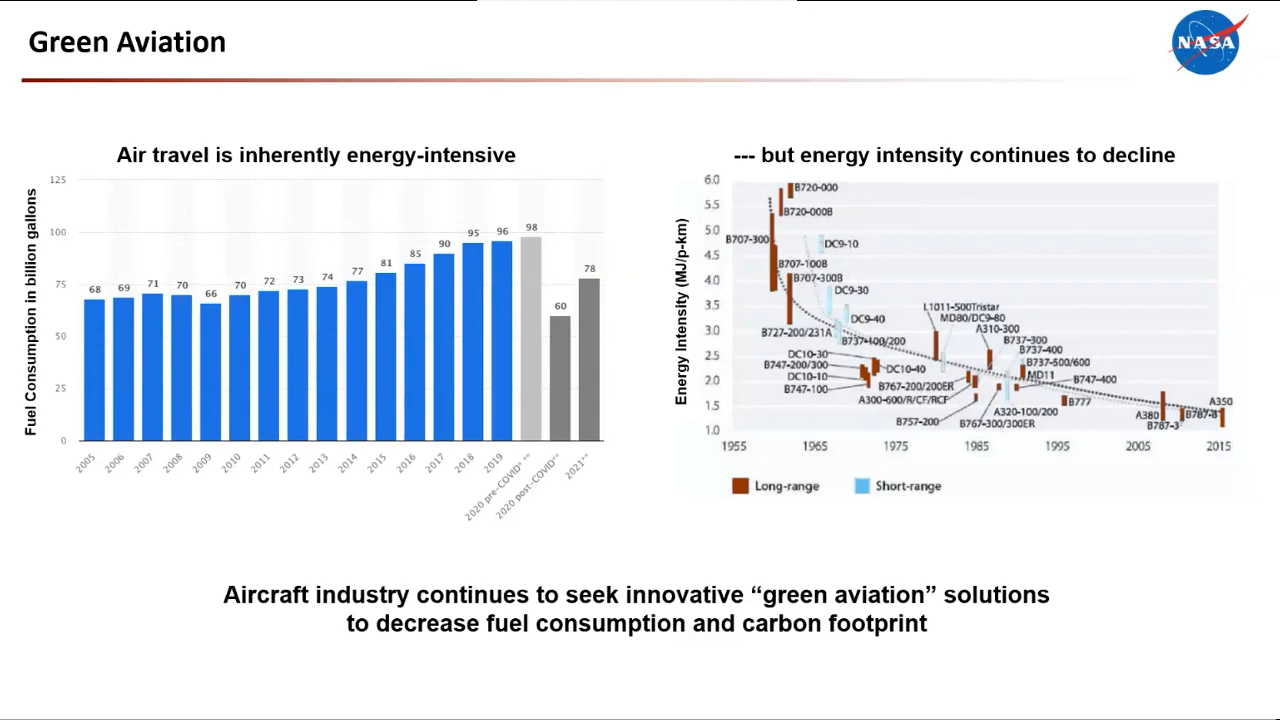 Green Aviation
NASA
Air travel is inherently energy-intensive
Fuel Consumption in billion gallons
125
100
75
50
25
0
68
69
71
70
66
70
72
73
74
77
81
85
90
95
96
98
60
78
2005
2006
2007
2008
2009
2010
2011
2012
2013
2014
2015
2016
2017
2018
2019
2020 pre-COVID* **
2020 post-COVID**
2021**
--- but energy intensity continues to decline
Energy Intensity (MJ/p-km)
6.0
5.5
5.0
4.5
4.0
3.5
3.0
2.5
2.0
1.5
1.0
B720-000
B720-000B
B707-300
DC9-10
B707-100B
B707-300B
DC9-30
L1011-500Tristar
DC9-40
MD80/DC9-80
B727-200/231A
A310-300
B737-100/200
B737-300
B737-400
DC10-30
B747-200/300
DC10-40
B737-500/600
DC10-10
MD11
B747-100
B767-200/200ER
B747-400
A300-600/R/CF/RCF
B777
A350
B757-200
A320-100/200
A380
B787-8
B767-300/300ER
B787-3
1955
1965
1975
1985
1995
2005
2015
Long-range
Short-range
Aircraft industry continues to seek innovative “green aviation” solutions
to decrease fuel consumption and carbon footprint